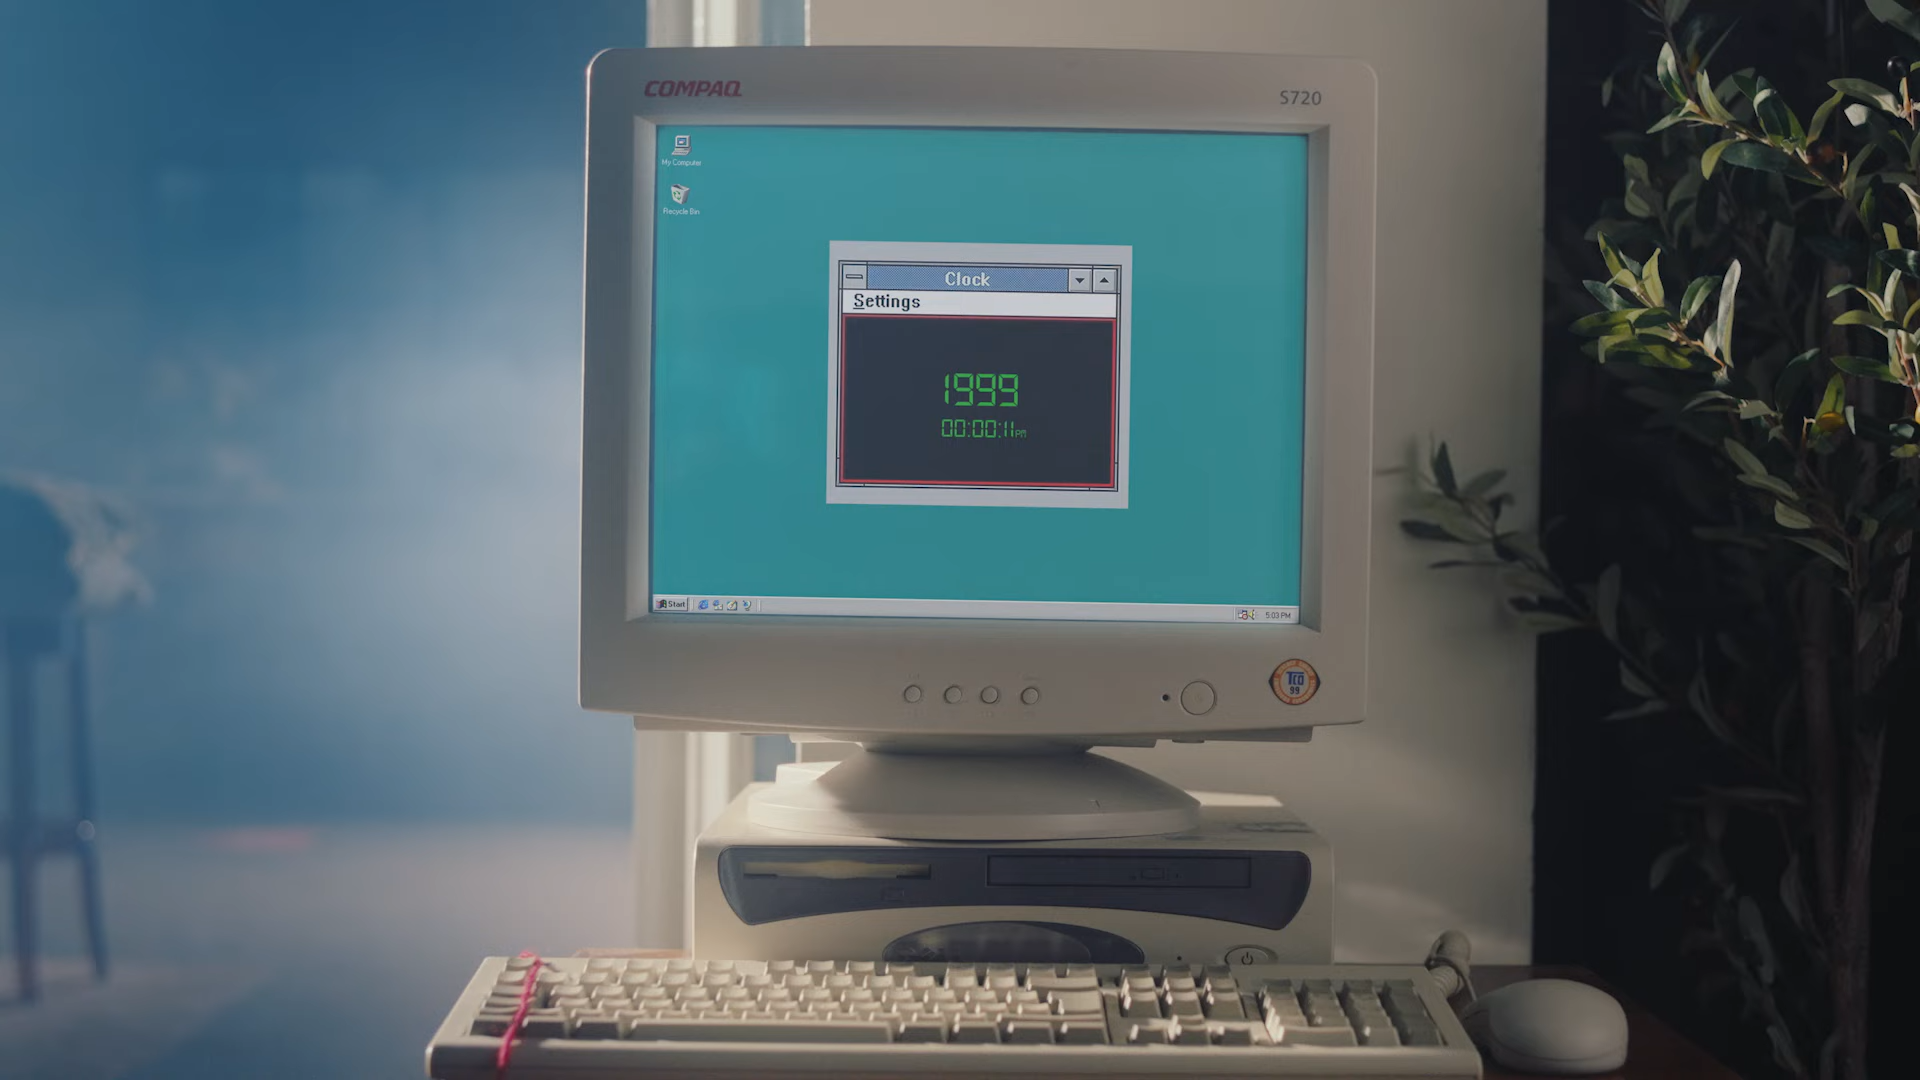 COMPAQ
S720
My Computer
Recycle Bin
Clock
Settings
1999
00:00:11PM
Start
5:03 PM
TCO
99